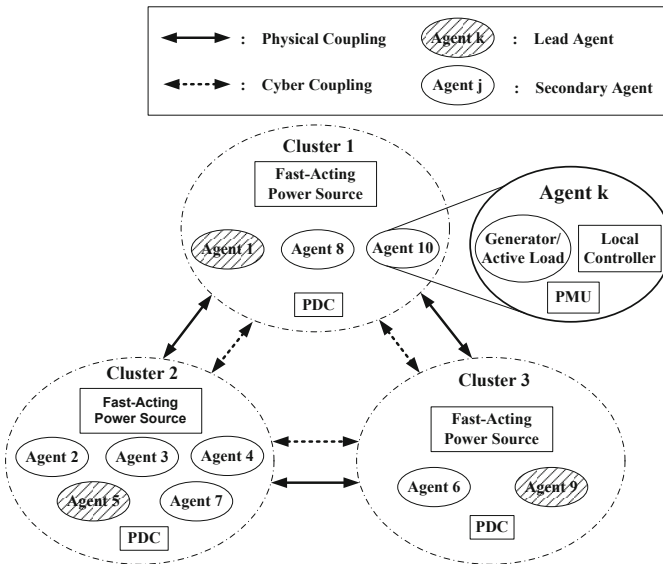 Physical Coupling
Agent k
: Lead Agent
Cyber Coupling
Agent j
: Secondary Agent
Cluster 1
Fast-Acting
Power Source
Agent 1
Agent 8
Agent 10
PDC
Agent k
Generator/
Active Load
Local
Controller
PMU
Cluster 2
Fast-Acting
Power Source
Agent 2
Agent 3
Agent 4
Agent 5
Agent 7
PDC
Cluster 3
Fast-Acting
Power Source
Agent 6
Agent 9
PDC